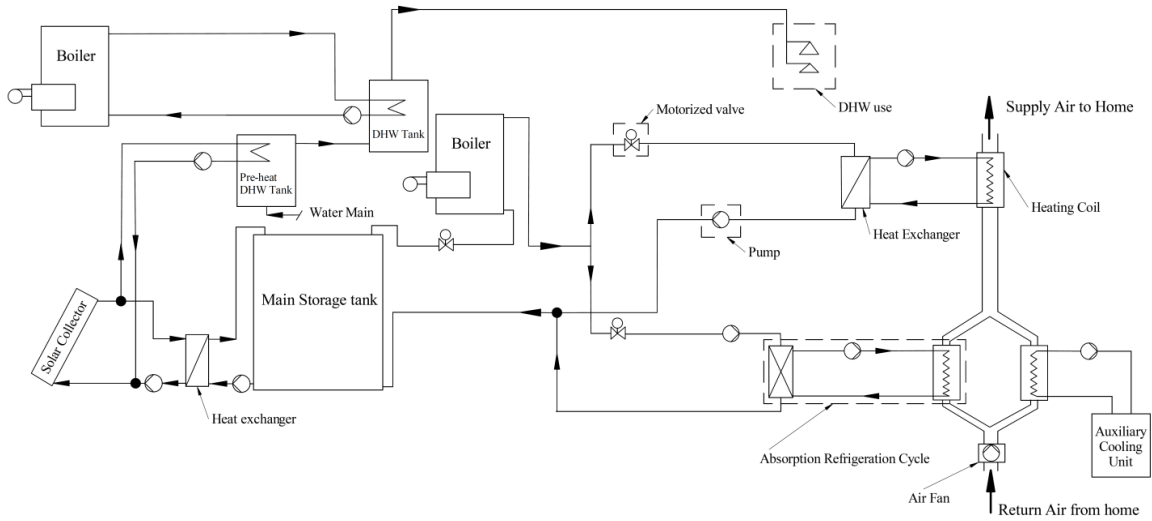 Boiler
DHW Tank
DHW use
Motorized valve
Supply Air to Home
Boiler
Pre-heat
DHW Tank
Water Main
Heating Coil
Heat Exchanger
Pump
Main Storage tank
Solar Collector
Heat exchanger
Absorption Refrigeration Cycle
Auxiliary
Cooling
Unit
Air Fan
Return Air from home